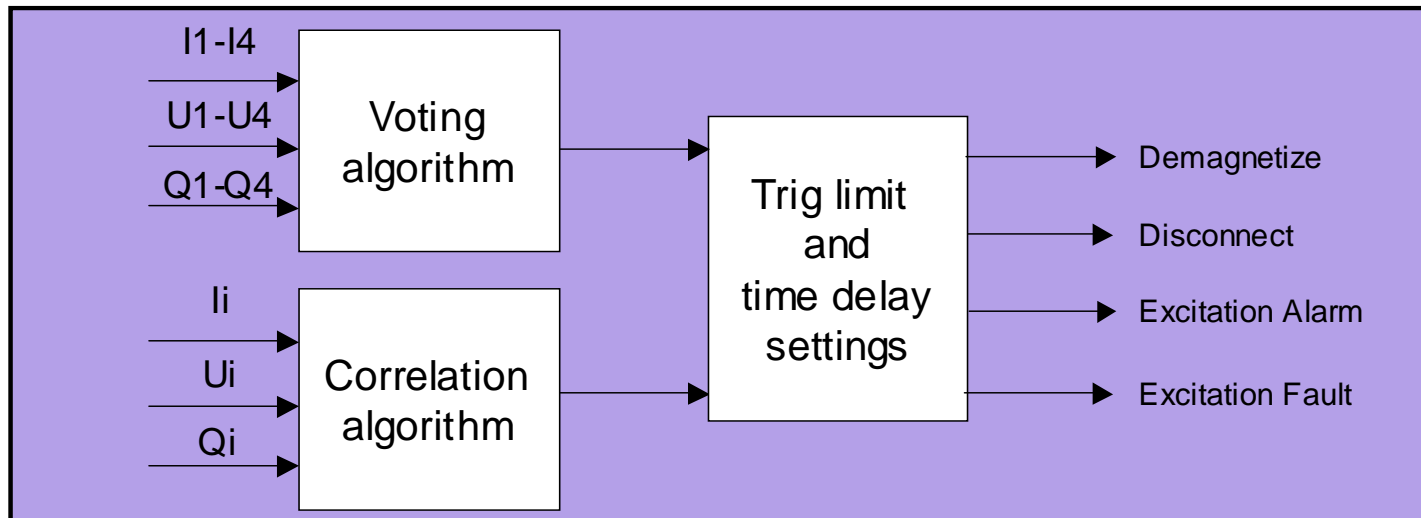 I1-I4
U1-U4
Q1-Q4
Voting
algorithm
Ii
Ui
Qi
Correlation
algorithm
Trig limit
and
time delay
settings
Demagnetize
Disconnect
Excitation Alarm
Excitation Fault